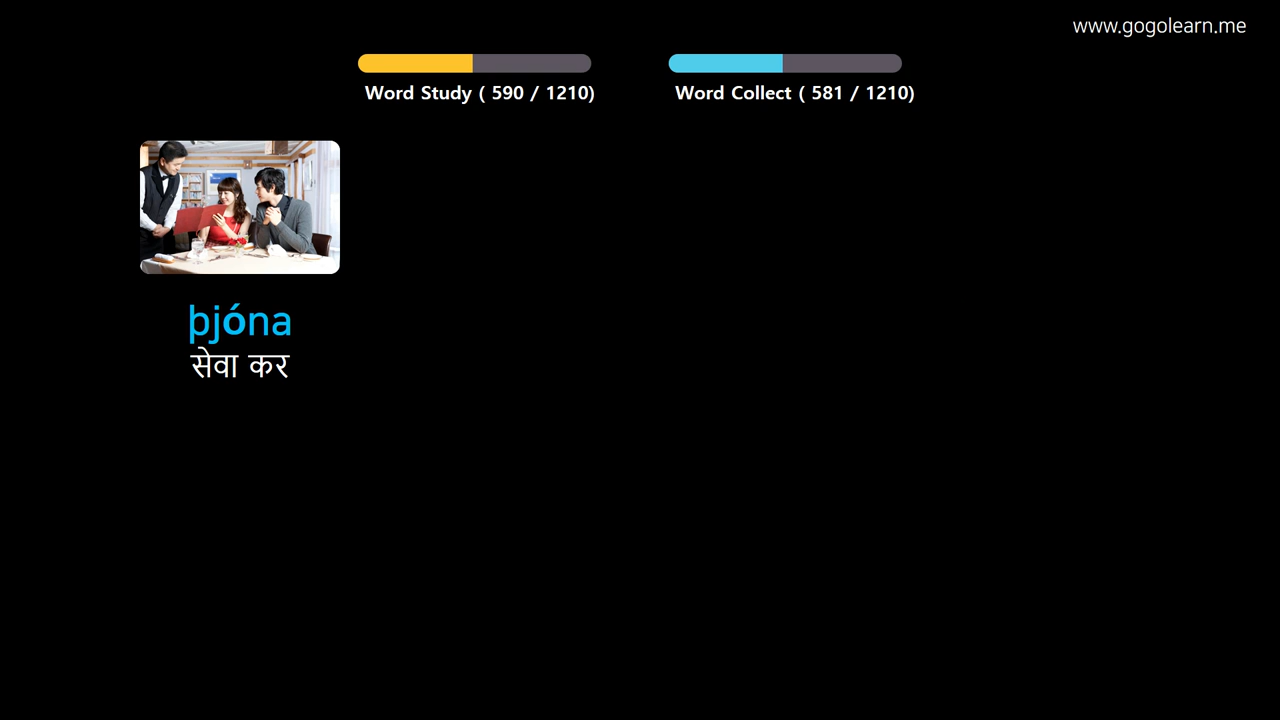 www.gogolearn.me
Word Study ( 590 / 1210)
Word Collect ( 581 / 1210)
þjóna
सेवा कर